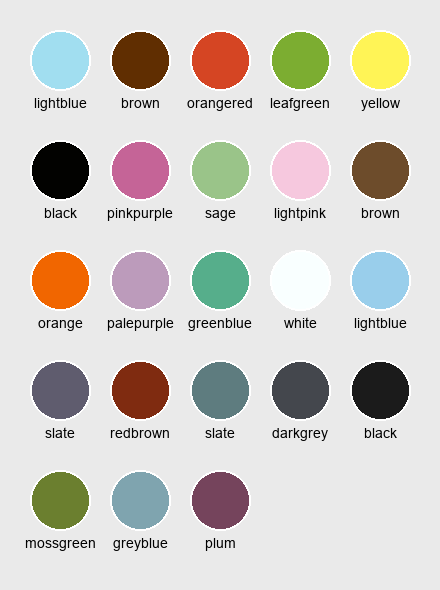 lightblue brown orangered leafgreen yellow
black pinkpurple sage lightpink brown
orange palepurple greenblue white lightblue
slate redbrown slate darkgrey black
mossgreen greyblue plum